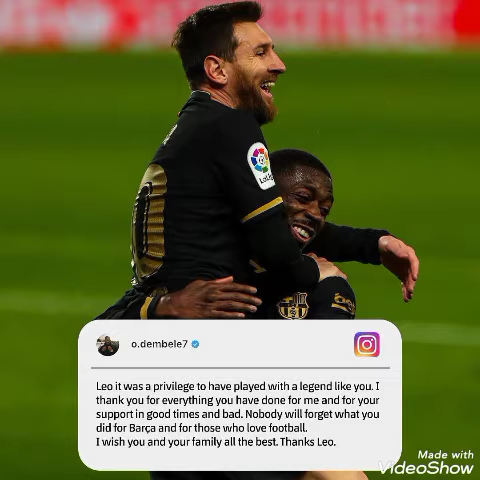 LaLiga
o.dembele7
Leo it was a privilege to have played with a legend like you. I
thank you for everything you have done for me and for your
support in good times and bad. Nobody will forget what you
did for Barça and for those who love football.
I wish you and your family all the best. Thanks Leo.
Made with
VideoShow